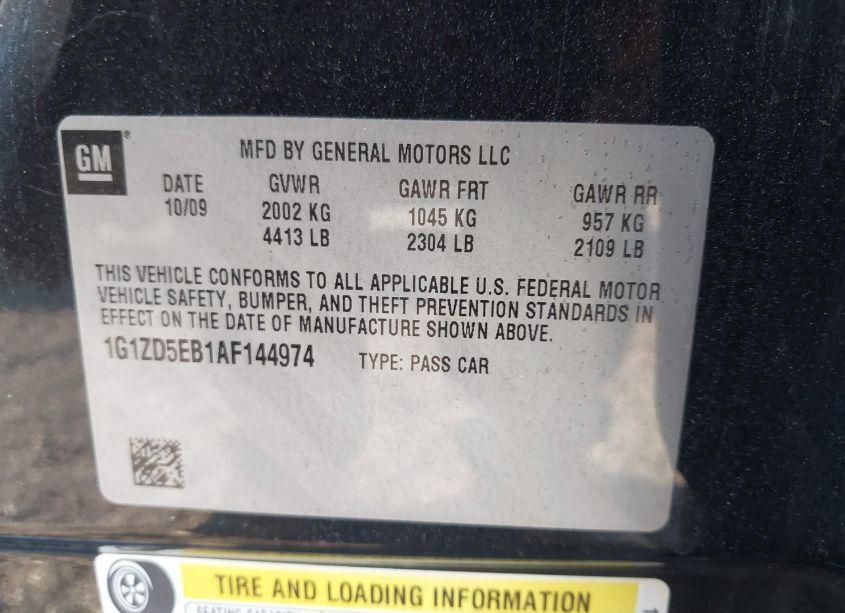 GM
MFD BY GENERAL MOTORS LLC
DATE GVWR GAWR FRT GAWR RR
10/09 2002 KG 1045 KG 957 KG
4413 LB 2304 LB 2109 LB
THIS VEHICLE CONFORMS TO ALL APPLICABLE U.S. FEDERAL MOTOR
VEHICLE SAFETY, BUMPER, AND THEFT PREVENTION STANDARDS IN
EFFECT ON THE DATE OF MANUFACTURE SHOWN ABOVE.
1G1ZD5EB1AF144974 TYPE: PASS CAR
TIRE AND LOADING INFORMATION
SEATING CAPACITY